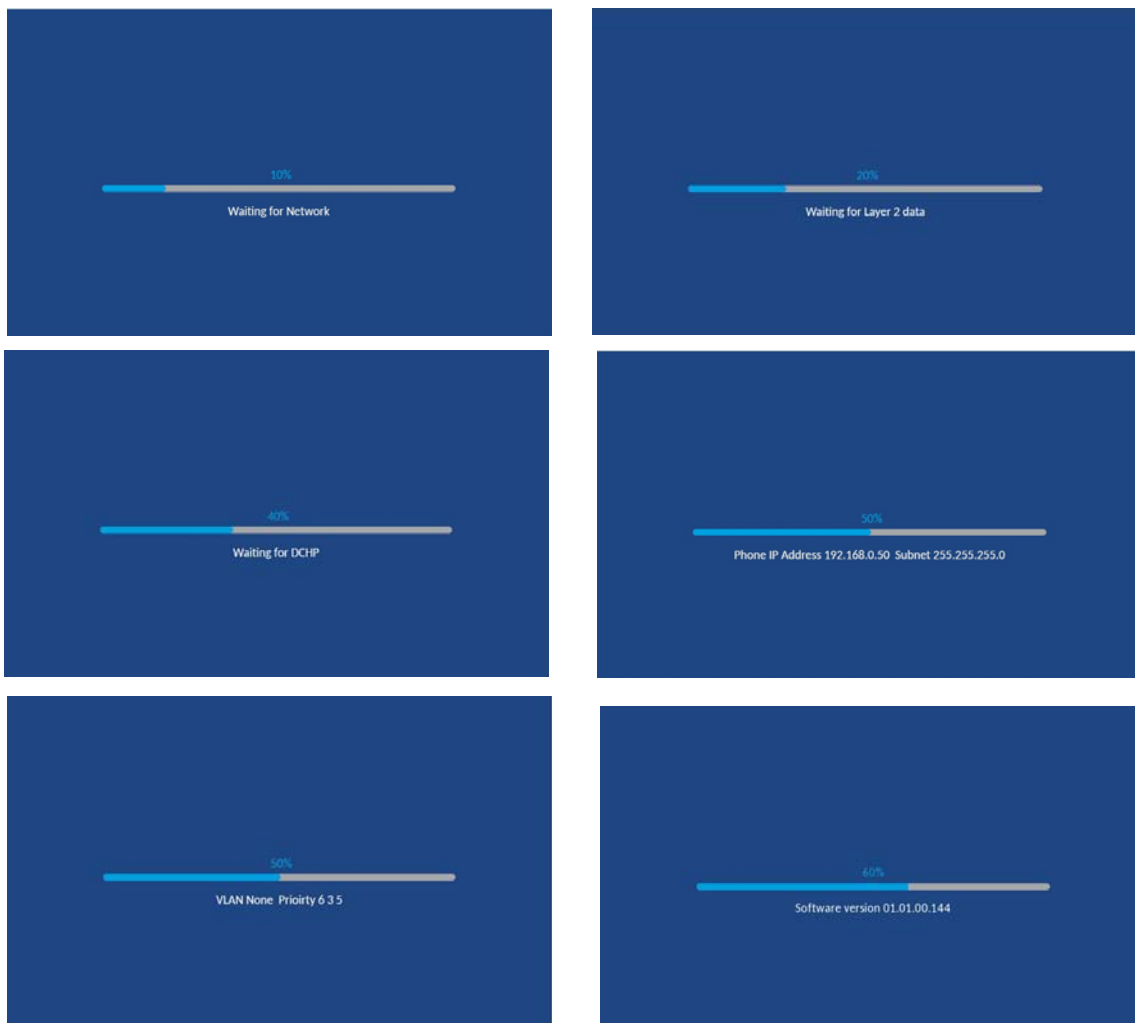 10%
Waiting for Network
20%
Waiting for Layer 2 data
40%
Waiting for DCHP
50%
Phone IP Address 192.168.0.50 Subnet 255.255.255.0
50%
VLAN None Prioirty 6 3 5
60%
Software version 01.01.00.144